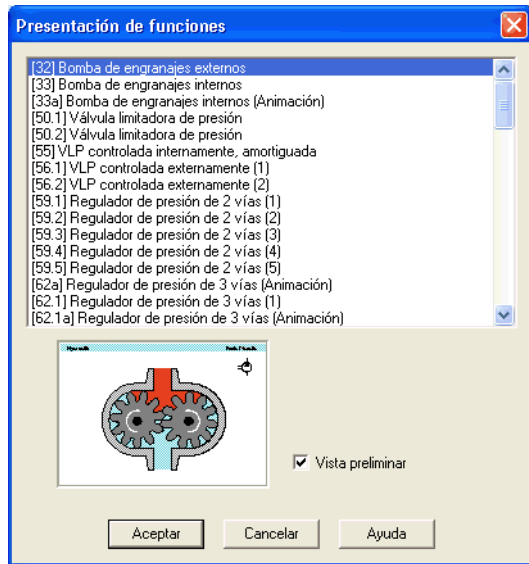 Presentación de funciones
[32] Bomba de engranajes externos
[33] Bomba de engranajes internos
[33a] Bomba de engranajes internos (Animación)
[50.1] Válvula limitadora de presión
[50.2] Válvula limitadora de presión
[55] VLP controlada internamente, amortiguada
[56.1] VLP controlada externamente (1)
[56.2] VLP controlada externamente (2)
[59.1] Regulador de presión de 2 vías (1)
[59.2] Regulador de presión de 2 vías (2)
[59.3] Regulador de presión de 2 vías (3)
[59.4] Regulador de presión de 2 vías (4)
[59.5] Regulador de presión de 2 vías (5)
[62a] Regulador de presión de 3 vías (Animación)
[62.1] Regulador de presión de 3 vías (1)
[62.1a] Regulador de presión de 3 vías (Animación)
Vista preliminar
Aceptar
Cancelar
Ayuda